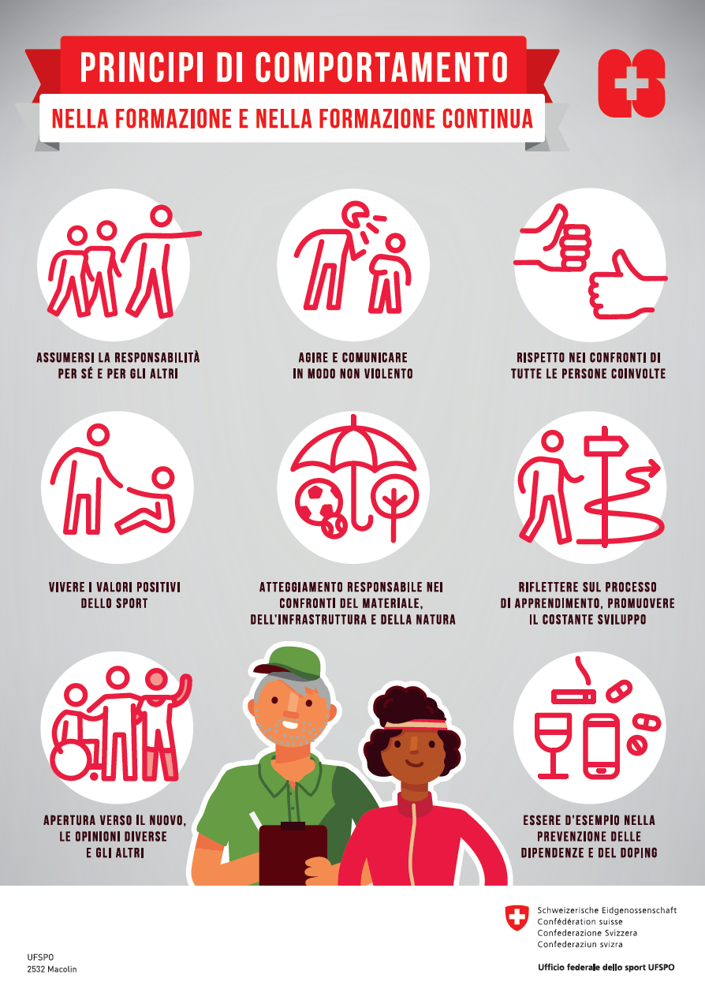 PRINCIPI DI COMPORTAMENTO
NELLA FORMAZIONE E NELLA FORMAZIONE CONTINUA
ASSUMERSI LA RESPONSABILITÀ
PER SÉ E PER GLI ALTRI
AGIRE E COMUNICARE
IN MODO NON VIOLENTO
RISPETTO NEI CONFRONTI DI
TUTTE LE PERSONE COINVOLTE
VIVERE I VALORI POSITIVI
DELLO SPORT
ATTEGGIAMENTO RESPONSABILE NEI
CONFRONTI DEL MATERIALE,
DELL'INFRASTRUTTURA E DELLA NATURA
RIFLETTERE SUL PROCESSO
DI APPRENDIMENTO, PROMUOVERE
IL COSTANTE SVILUPPO
APERTURA VERSO IL NUOVO,
LE OPINIONI DIVERSE
E GLI ALTRI
ESSERE D'ESEMPIO NELLA
PREVENZIONE DELLE
DIPENDENZE E DEL DOPING
Schweizerische Eidgenossenschaft
Confédération suisse
Confederazione Svizzera
Confederaziun svizra
Ufficio federale dello sport UFSPO
UFSPO
2532 Macolin